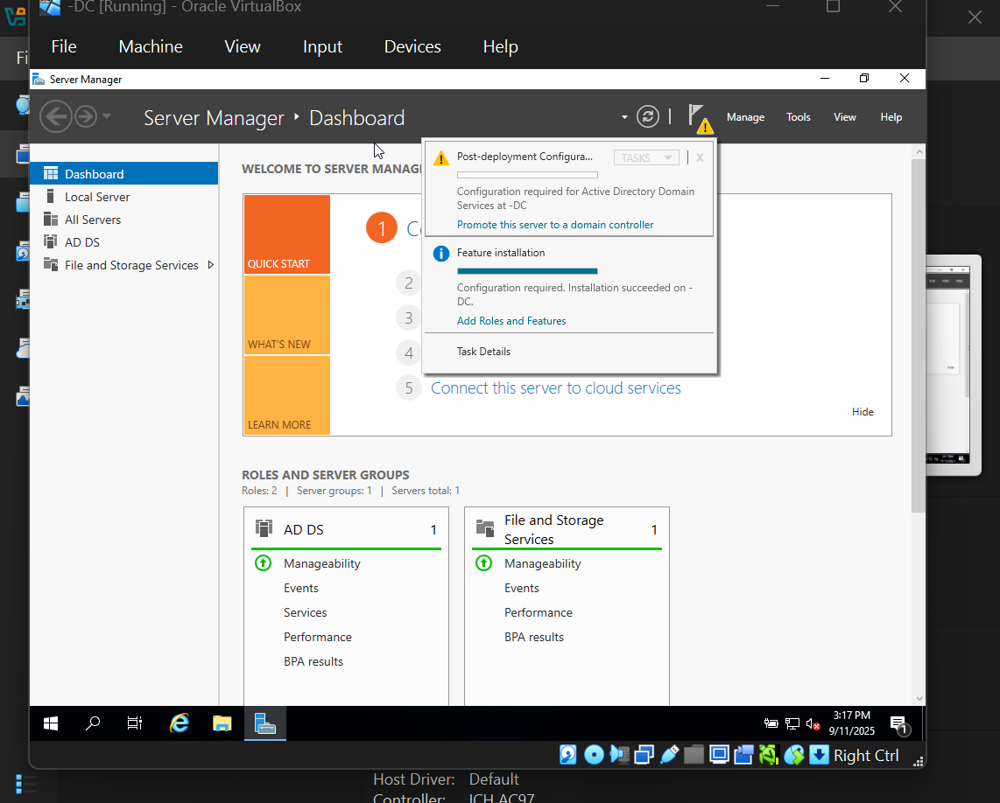 -DC [Running] - Oracle VirtualBox
File Machine View Input Devices Help
Fi
Server Manager
Server Manager ‣ Dashboard
Manage Tools View Help
Dashboard
Local Server
All Servers
AD DS
File and Storage Services
WELCOME TO SERVER MANAG
QUICK START
WHAT'S NEW
LEARN MORE
1
2
3
4
5 Connect this server to cloud services
Hide
Post-deployment Configura... TASKS X
Configuration required for Active Directory Domain
Services at -DC
Promote this server to a domain controller
Feature installation
Configuration required. Installation succeeded on -
DC.
Add Roles and Features
Task Details
ROLES AND SERVER GROUPS
Roles: 2 | Server groups: 1 | Servers total: 1
AD DS 1
Manageability
Events
Services
Performance
BPA results
File and Storage
Services 1
Manageability
Events
Performance
BPA results
3:17 PM
9/11/2025
1
Right Ctrl
Host Driver: Default
Controller: ICH AC97